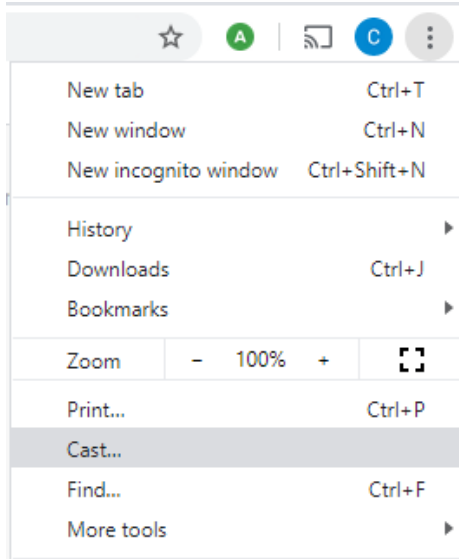 A C
New tab Ctrl+T
New window Ctrl+N
New incognito window Ctrl+Shift+N
History
Downloads Ctrl+J
Bookmarks
Zoom - 100% +
Print... Ctrl+P
Cast...
Find... Ctrl+F
More tools